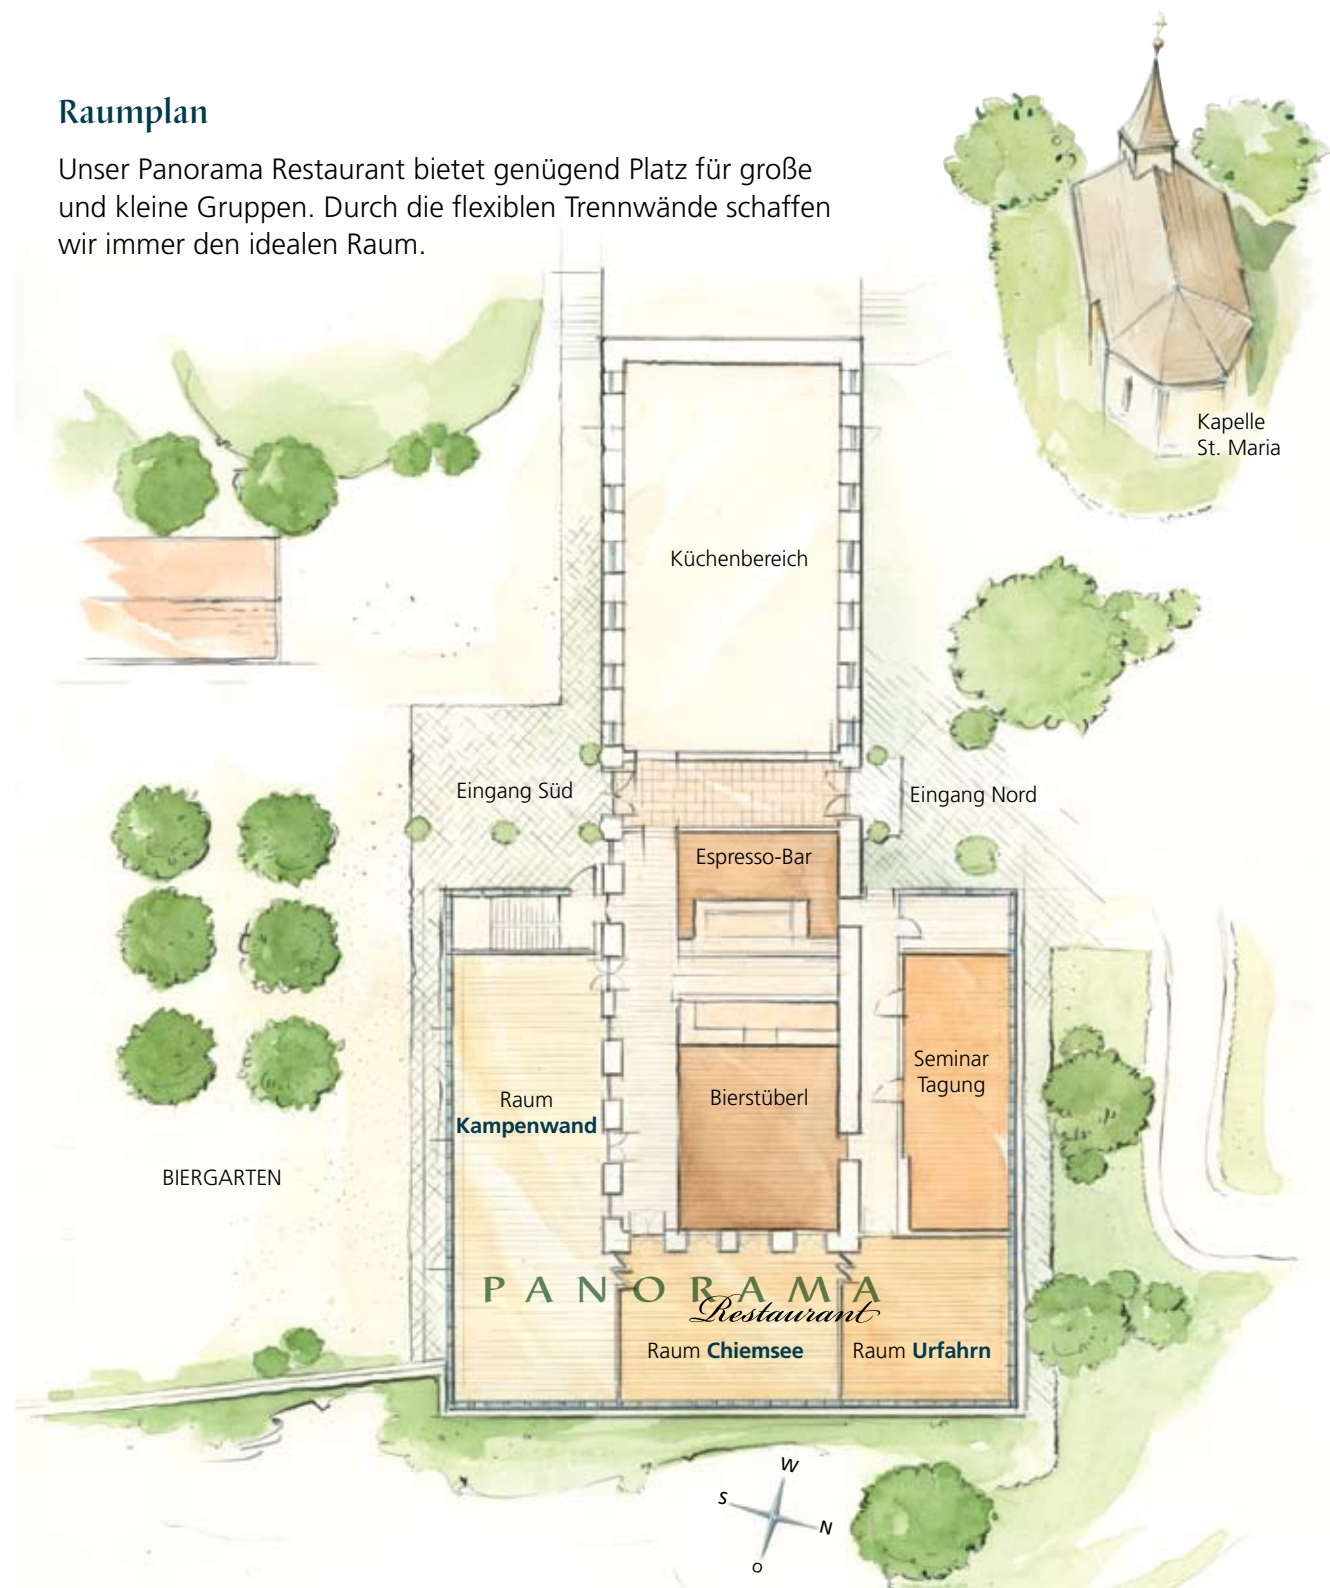 Raumplan
Unser Panorama Restaurant bietet genügend Platz für große
und kleine Gruppen. Durch die flexiblen Trennwände schaffen
wir immer den idealen Raum.
Kapelle
St. Maria
Küchenbereich
Eingang Süd
Eingang Nord
Espresso-Bar
Seminar
Tagung
Bierstüberl
Raum
Kampenwand
BIERGARTEN
PANORAMA
Restaurant
Raum Chiemsee
Raum Urfahrn
W
S
N
O